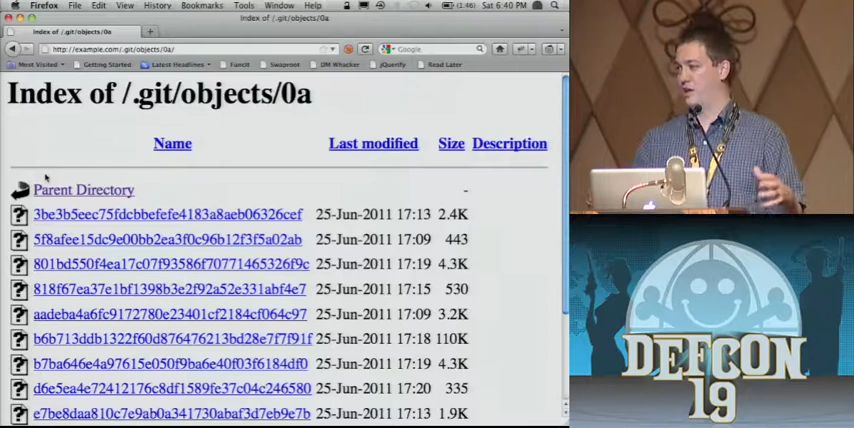 Firefox File Edit View History Bookmarks Tools Window Help (1:46) Sat 6:40 PM
Index of /.git/objects/0a
Index of /.git/objects/0a
http://example.com/.git/objects/0a/ Google
Most Visited Getting Started Latest Headlines Funcit Swaproot DM Whacker jQuerify Read Later
Index of /.git/objects/0a
Name Last modified Size Description
Parent Directory -
3be3b5eec75fdcbbefefe4183a8aeb06326cef 25-Jun-2011 17:13 2.4K
5f8afee15dc9e00bb2ea3f0c96b12f3f5a02ab 25-Jun-2011 17:09 443
801bd550f4ea17c07f93586f70771465326f9c 25-Jun-2011 17:19 4.3K
818f67ea37e1bf1398b3e2f92a52e331abf4e7 25-Jun-2011 17:15 530
aadeba4a6fc9172780e23401cf2184cf064c97 25-Jun-2011 17:09 3.2K
b6b713ddb1322f60d876476213bd28e7f7f91f 25-Jun-2011 17:18 110K
b7ba646e4a97615e050f9ba6e40f03f6184df0 25-Jun-2011 17:19 4.3K
d6e5ea4e72412176c8df1589fe37c04c246580 25-Jun-2011 17:20 335
e7be8daa810c7e9ab0a341730abaf3d7eb9e7b 25-Jun-2011 17:13 1.9K
DEFCON
19